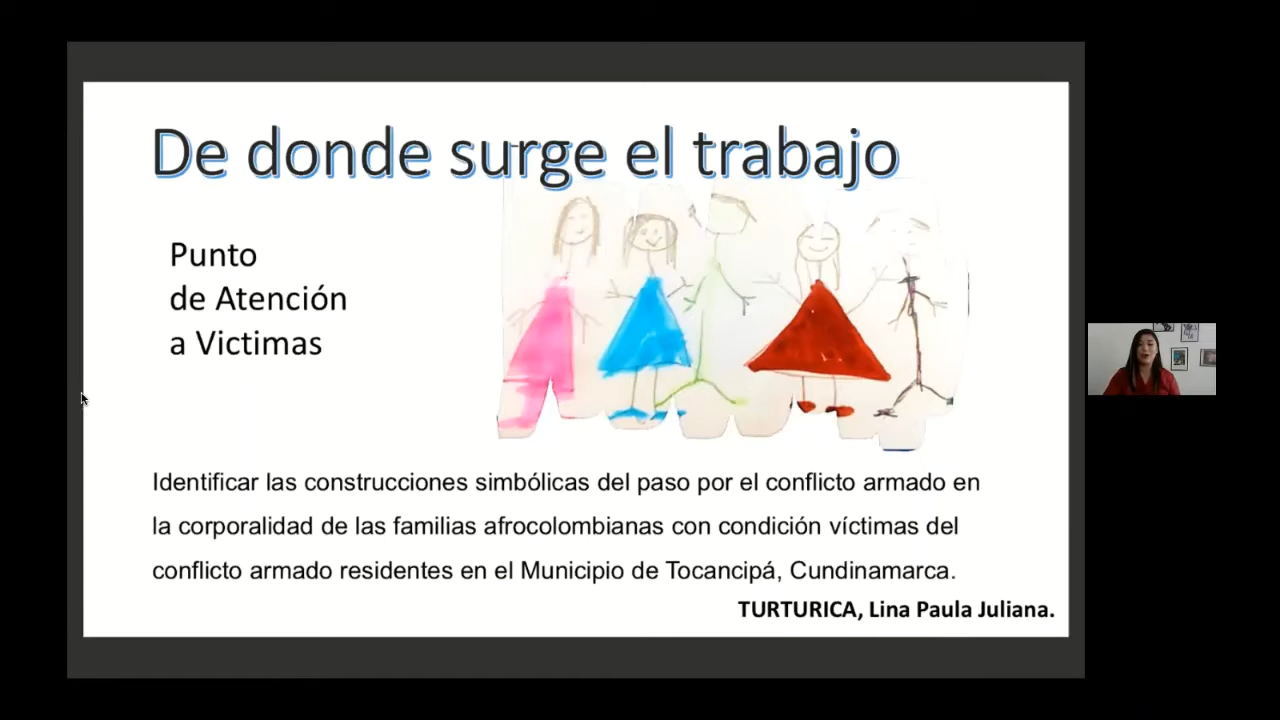 De donde surge el trabajo
Punto
de Atención
a Victimas
Identificar las construcciones simbólicas del paso por el conflicto armado en
la corporalidad de las familias afrocolombianas con condición víctimas del
conflicto armado residentes en el Municipio de Tocancipá, Cundinamarca.
TURTURICA, Lina Paula Juliana.